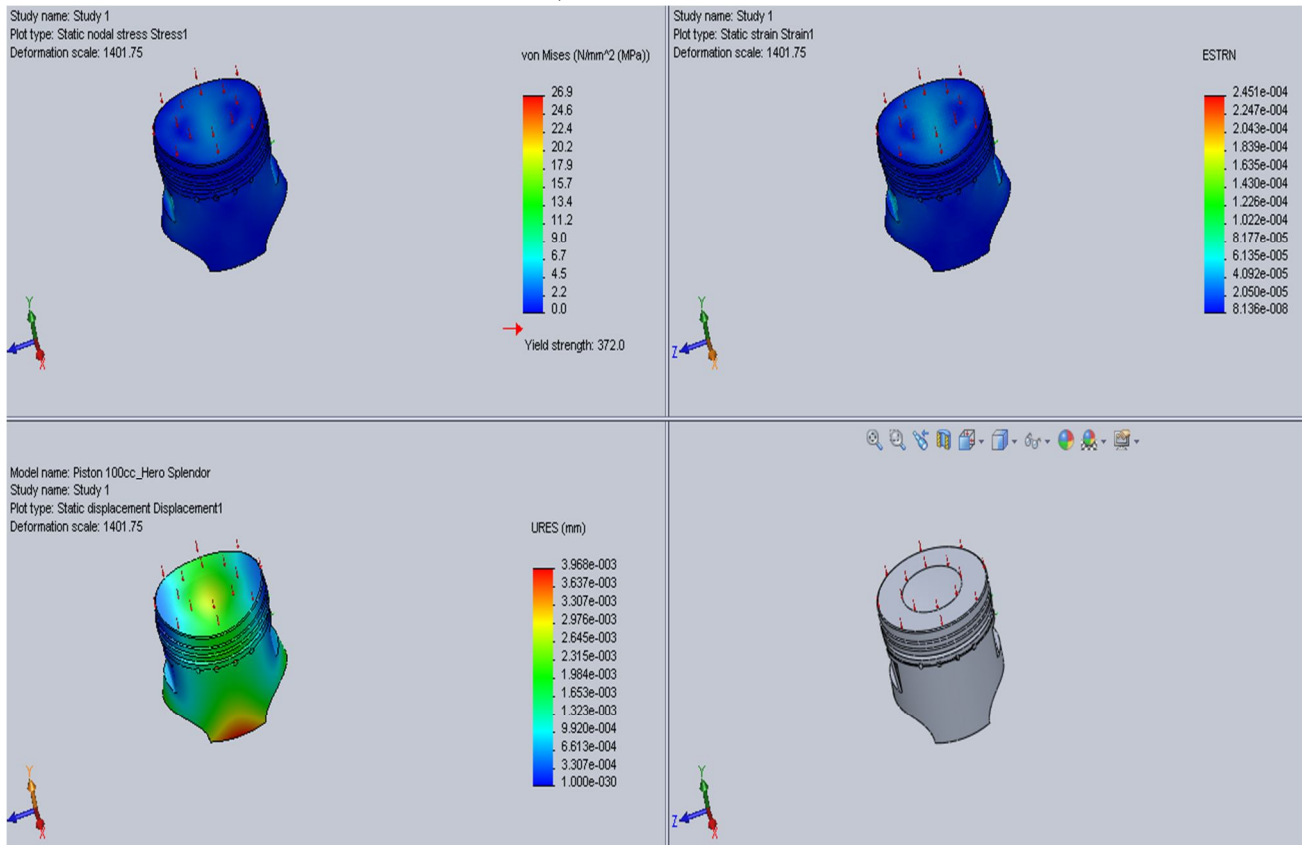 Study name: Study 1
Plot type: Static nodal stress Stress1
Deformation scale: 1401.75
von Mises (N/mm^2 (MPa))
26.9
24.6
22.4
20.2
17.9
15.7
13.4
11.2
9.0
6.7
4.5
2.2
0.0
Yield strength: 372.0
Y
X
Study name: Study 1
Plot type: Static strain Strain1
Deformation scale: 1401.75
ESTRN
2.451e-004
2.247e-004
2.043e-004
1.839e-004
1.635e-004
1.430e-004
1.226e-004
1.022e-004
8.177e-005
6.135e-005
4.092e-005
2.050e-005
8.136e-008
Y
Z
X
Model name: Piston 100cc_Hero Splendor
Study name: Study 1
Plot type: Static displacement Displacement1
Deformation scale: 1401.75
URES (mm)
3.968e-003
3.637e-003
3.307e-003
2.976e-003
2.645e-003
2.315e-003
1.984e-003
1.653e-003
1.323e-003
9.920e-004
6.613e-004
3.307e-004
1.000e-030
Y
X
Y
Z
X